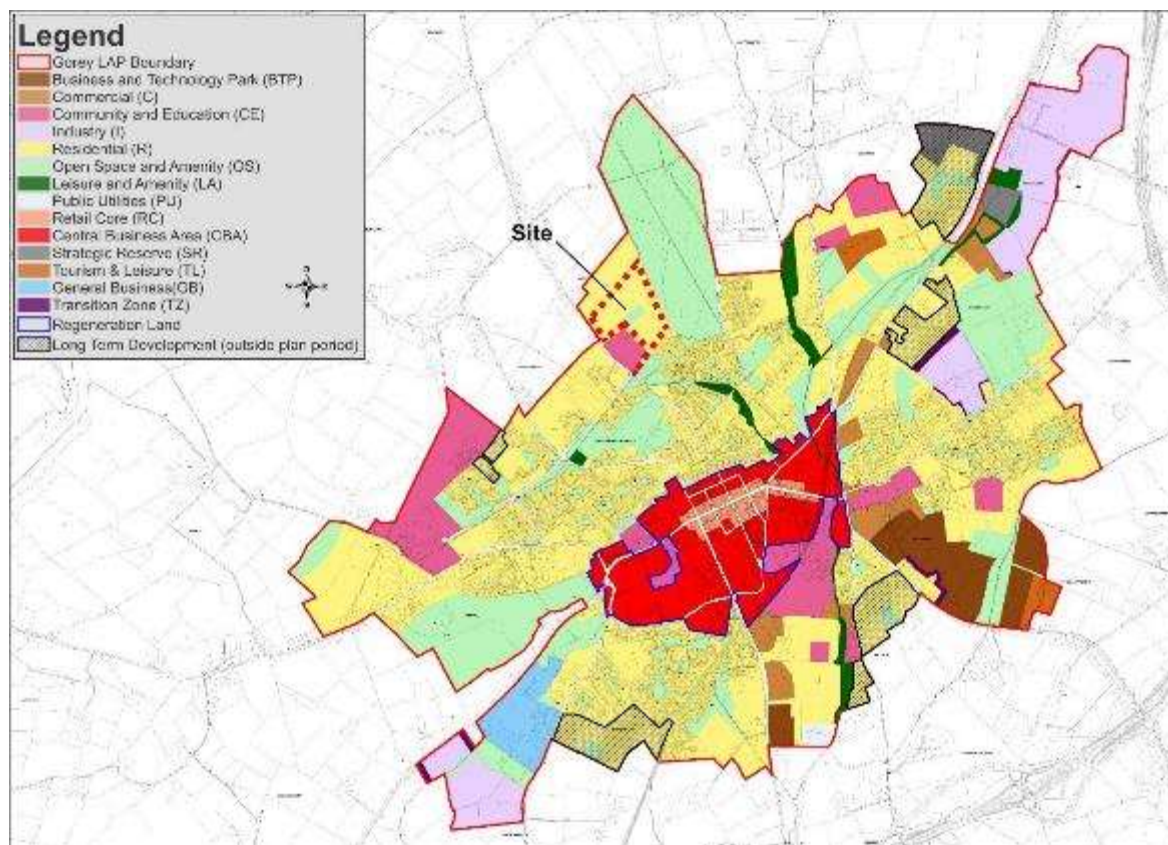 Legend
Gorey LAP Boundary
Business and Technology Park (BTP)
Commercial (C)
Community and Education (CE)
Industry (I)
Residential (R)
Open Space and Amenity (OS)
Leisure and Amenity (LA)
Public Utilities (PU)
Retail Core (RC)
Central Business Area (CBA)
Strategic Reserve (SR)
Tourism & Leisure (TL)
General Business(GB)
Transition Zone (TZ)
Regeneration Land
Long Term Development (outside plan period)
Site